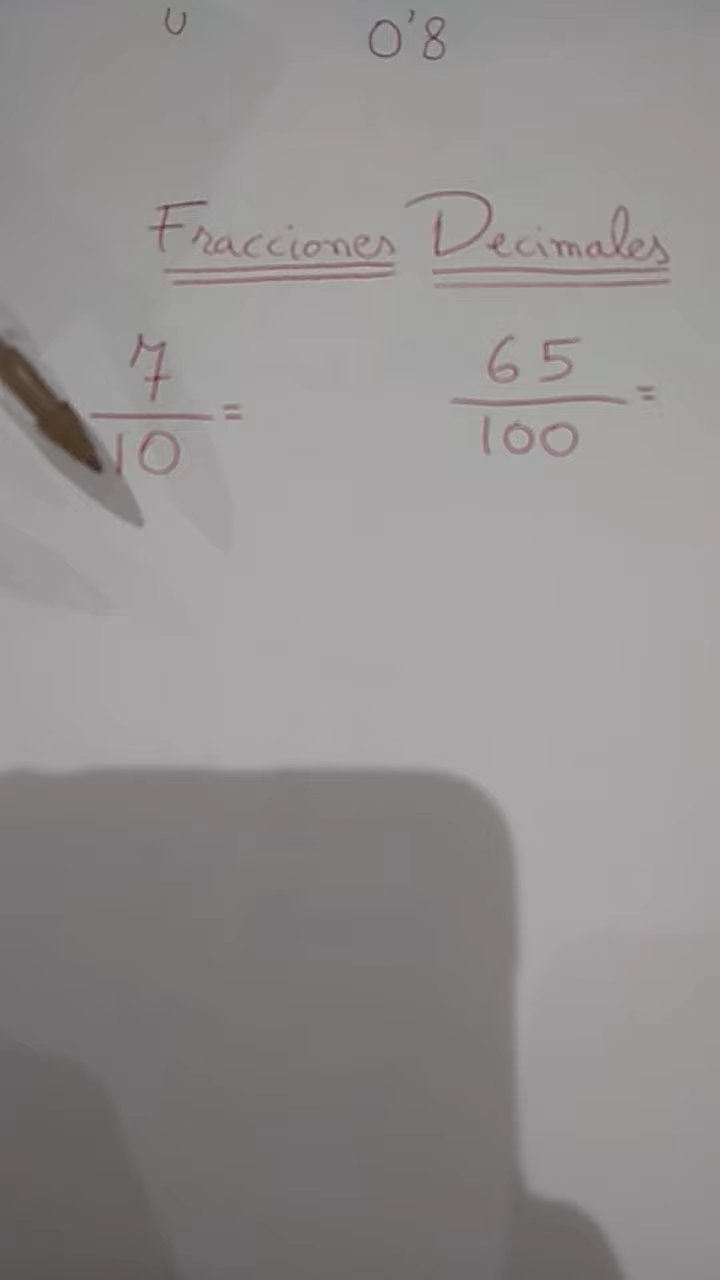 0'8
Fracciones Decimales
7/10 = 65/100 =